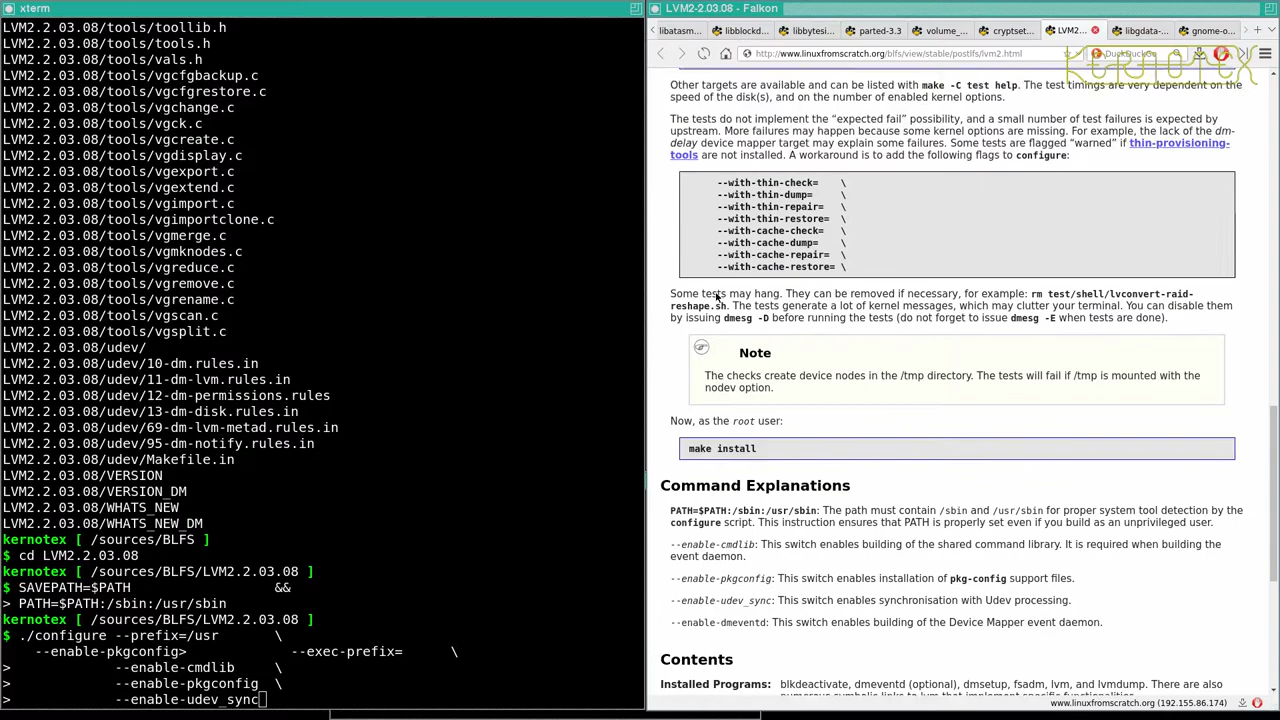 xterm
LVM2.2.03.08/tools/toollib.h
LVM2.2.03.08/tools/tools.h
LVM2.2.03.08/tools/vals.h
LVM2.2.03.08/tools/vgcfgbackup.c
LVM2.2.03.08/tools/vgcfgrestore.c
LVM2.2.03.08/tools/vgchange.c
LVM2.2.03.08/tools/vgck.c
LVM2.2.03.08/tools/vgcreate.c
LVM2.2.03.08/tools/vgdisplay.c
LVM2.2.03.08/tools/vgexport.c
LVM2.2.03.08/tools/vgextend.c
LVM2.2.03.08/tools/vgimport.c
LVM2.2.03.08/tools/vgimportclone.c
LVM2.2.03.08/tools/vgmerge.c
LVM2.2.03.08/tools/vgmknodes.c
LVM2.2.03.08/tools/vgreduce.c
LVM2.2.03.08/tools/vgremove.c
LVM2.2.03.08/tools/vgrename.c
LVM2.2.03.08/tools/vgscan.c
LVM2.2.03.08/tools/vgsplit.c
LVM2.2.03.08/udev/
LVM2.2.03.08/udev/10-dm.rules.in
LVM2.2.03.08/udev/11-dm-lvm.rules.in
LVM2.2.03.08/udev/12-dm-permissions.rules
LVM2.2.03.08/udev/13-dm-disk.rules.in
LVM2.2.03.08/udev/69-dm-lvm-metad.rules.in
LVM2.2.03.08/udev/95-dm-notify.rules.in
LVM2.2.03.08/udev/Makefile.in
LVM2.2.03.08/VERSION
LVM2.2.03.08/VERSION_DM
LVM2.2.03.08/WHATS_NEW
LVM2.2.03.08/WHATS_NEW_DM
kernotex [ /sources/BLFS ]
$ cd LVM2.2.03.08
kernotex [ /sources/BLFS/LVM2.2.03.08 ]
$ SAVEPATH=$PATH                  &&
> PATH=$PATH:/sbin:/usr/sbin
kernotex [ /sources/BLFS/LVM2.2.03.08 ]
$ ./configure --prefix=/usr       \
    --enable-pkgconfig>             --exec-prefix=      \
>             --enable-cmdlib     \
>             --enable-pkgconfig  \
>             --enable-udev_sync
LVM2-2.03.08 - Falkon
libatasm... libblockd... libbytesi... parted-3.3 volume_... cryptset... LVM2... libgdata-... gnome-o...
http://www.linuxfromscratch.org/blfs/view/stable/postlfs/lvm2.html
DuckDuckGo
KERNOTEX
Other targets are available and can be listed with make -C test help. The test timings are very dependent on the
speed of the disk(s), and on the number of enabled kernel options.
The tests do not implement the “expected fail” possibility, and a small number of test failures is expected by
upstream. More failures may happen because some kernel options are missing. For example, the lack of the dm-
delay device mapper target may explain some failures. Some tests are flagged “warned” if thin-provisioning-
tools are not installed. A workaround is to add the following flags to configure:
--with-thin-check=    \
--with-thin-dump=     \
--with-thin-repair=   \
--with-thin-restore=  \
--with-cache-check=   \
--with-cache-dump=    \
--with-cache-repair=  \
--with-cache-restore= \
Some tests may hang. They can be removed if necessary, for example: rm test/shell/lvconvert-raid-
reshape.sh. The tests generate a lot of kernel messages, which may clutter your terminal. You can disable them
by issuing dmesg -D before running the tests (do not forget to issue dmesg -E when tests are done).
Note
The checks create device nodes in the /tmp directory. The tests will fail if /tmp is mounted with the
nodev option.
Now, as the root user:
make install
Command Explanations
PATH=$PATH:/sbin:/usr/sbin: The path must contain /sbin and /usr/sbin for proper system tool detection by the
configure script. This instruction ensures that PATH is properly set even if you build as an unprivileged user.
--enable-cmdlib: This switch enables building of the shared command library. It is required when building the
event daemon.
--enable-pkgconfig: This switch enables installation of pkg-config support files.
--enable-udev_sync: This switch enables synchronisation with Udev processing.
--enable-dmeventd: This switch enables building of the Device Mapper event daemon.
Contents
Installed Programs: blkdeactivate, dmeventd (optional), dmsetup, fsadm, lvm, and lvmdump. There are also
numerous symbolic links to lvm that implement specific functionalities.
www.linuxfromscratch.org (192.155.86.174)